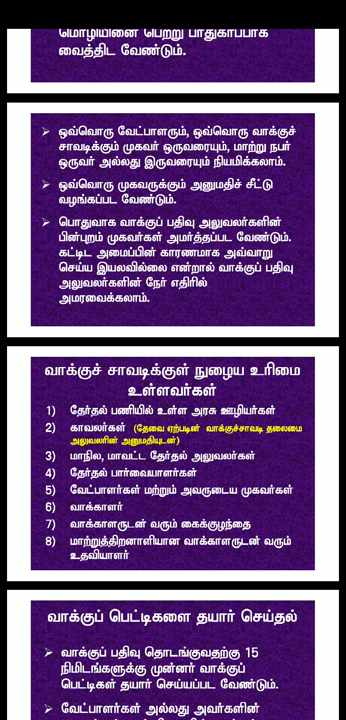 மொழியினை பெற்று பாதுகாப்பாக
வைத்திட வேண்டும்.
➤ ஒவ்வொரு வேட்பாளரும், ஒவ்வொரு வாக்குச்
சாவடிக்கும் முகவர் ஒருவரையும், மாற்று நபர்
ஒருவர் அல்லது இருவரையும் நியமிக்கலாம்.
➤ ஒவ்வொரு முகவருக்கும் அனுமதிச் சீட்டு
வழங்கப்பட வேண்டும்.
➤ பொதுவாக வாக்குப் பதிவு அலுவலர்களின்
பின்புறம் முகவர்கள் அமர்த்தப்பட வேண்டும்.
கட்டிட அமைப்பின் காரணமாக அவ்வாறு
செய்ய இயலவில்லை என்றால் வாக்குப் பதிவு
அலுவலர்களின் நேர் எதிரில்
அமரவைக்கலாம்.
வாக்குச் சாவடிக்குள் நுழைய உரிமை
உள்ளவர்கள்
1) தேர்தல் பணியில் உள்ள அரசு ஊழியர்கள்
2) காவலர்கள் (தேவை ஏற்படின் வாக்குச்சாவடி தலைமை
அலுவலரின் அனுமதியுடன்)
3) மாநில, மாவட்ட தேர்தல் அலுவலர்கள்
4) தேர்தல் பார்வையாளர்கள்
5) வேட்பாளர்கள் மற்றும் அவருடைய முகவர்கள்
6) வாக்காளர்
7) வாக்காளருடன் வரும் கைக்குழந்தை
8) மாற்றுத்திறனாளியான வாக்காளருடன் வரும்
உதவியாளர்
வாக்குப் பெட்டிகளை தயார் செய்தல்
➤ வாக்குப் பதிவு தொடங்குவதற்கு 15
நிமிடங்களுக்கு முன்னர் வாக்குப்
பெட்டிகள் தயார் செய்யப்பட வேண்டும்.
➤ வேட்பாளர்கள் அல்லது அவர்களின்